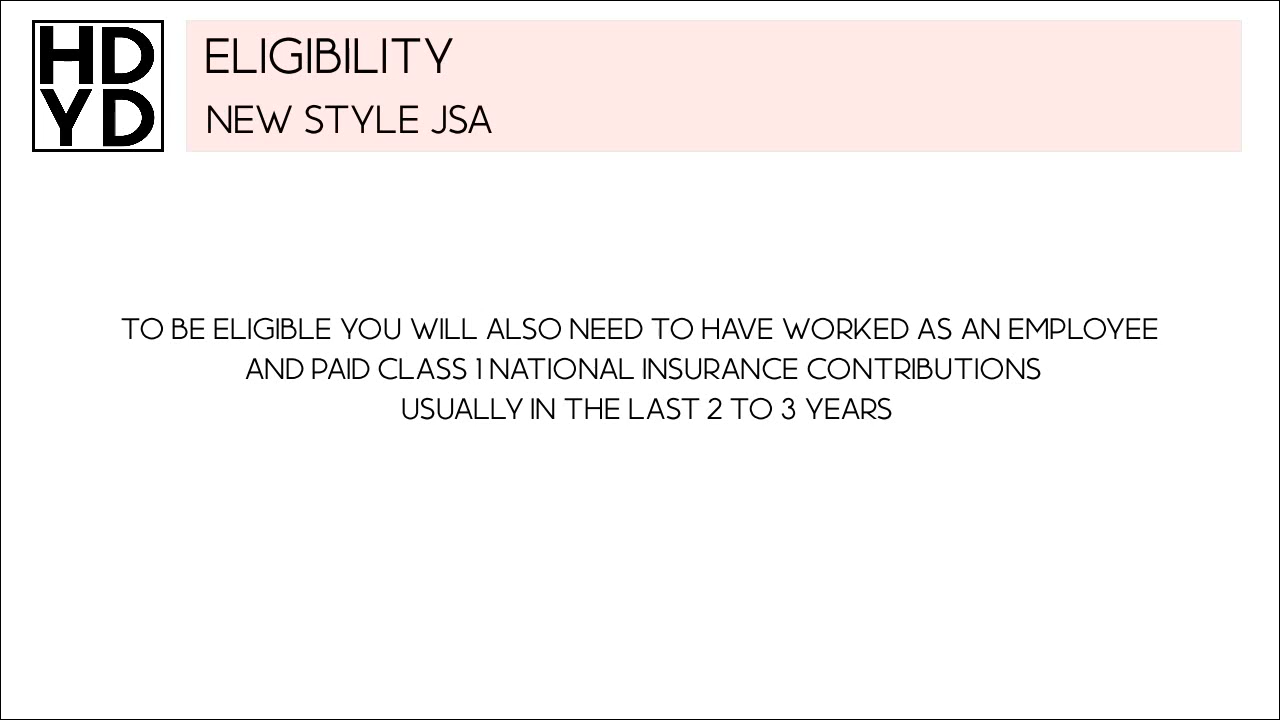 HD
YD
ELIGIBILITY
NEW STYLE JSA
TO BE ELIGIBLE YOU WILL ALSO NEED TO HAVE WORKED AS AN EMPLOYEE
AND PAID CLASS 1 NATIONAL INSURANCE CONTRIBUTIONS
USUALLY IN THE LAST 2 TO 3 YEARS